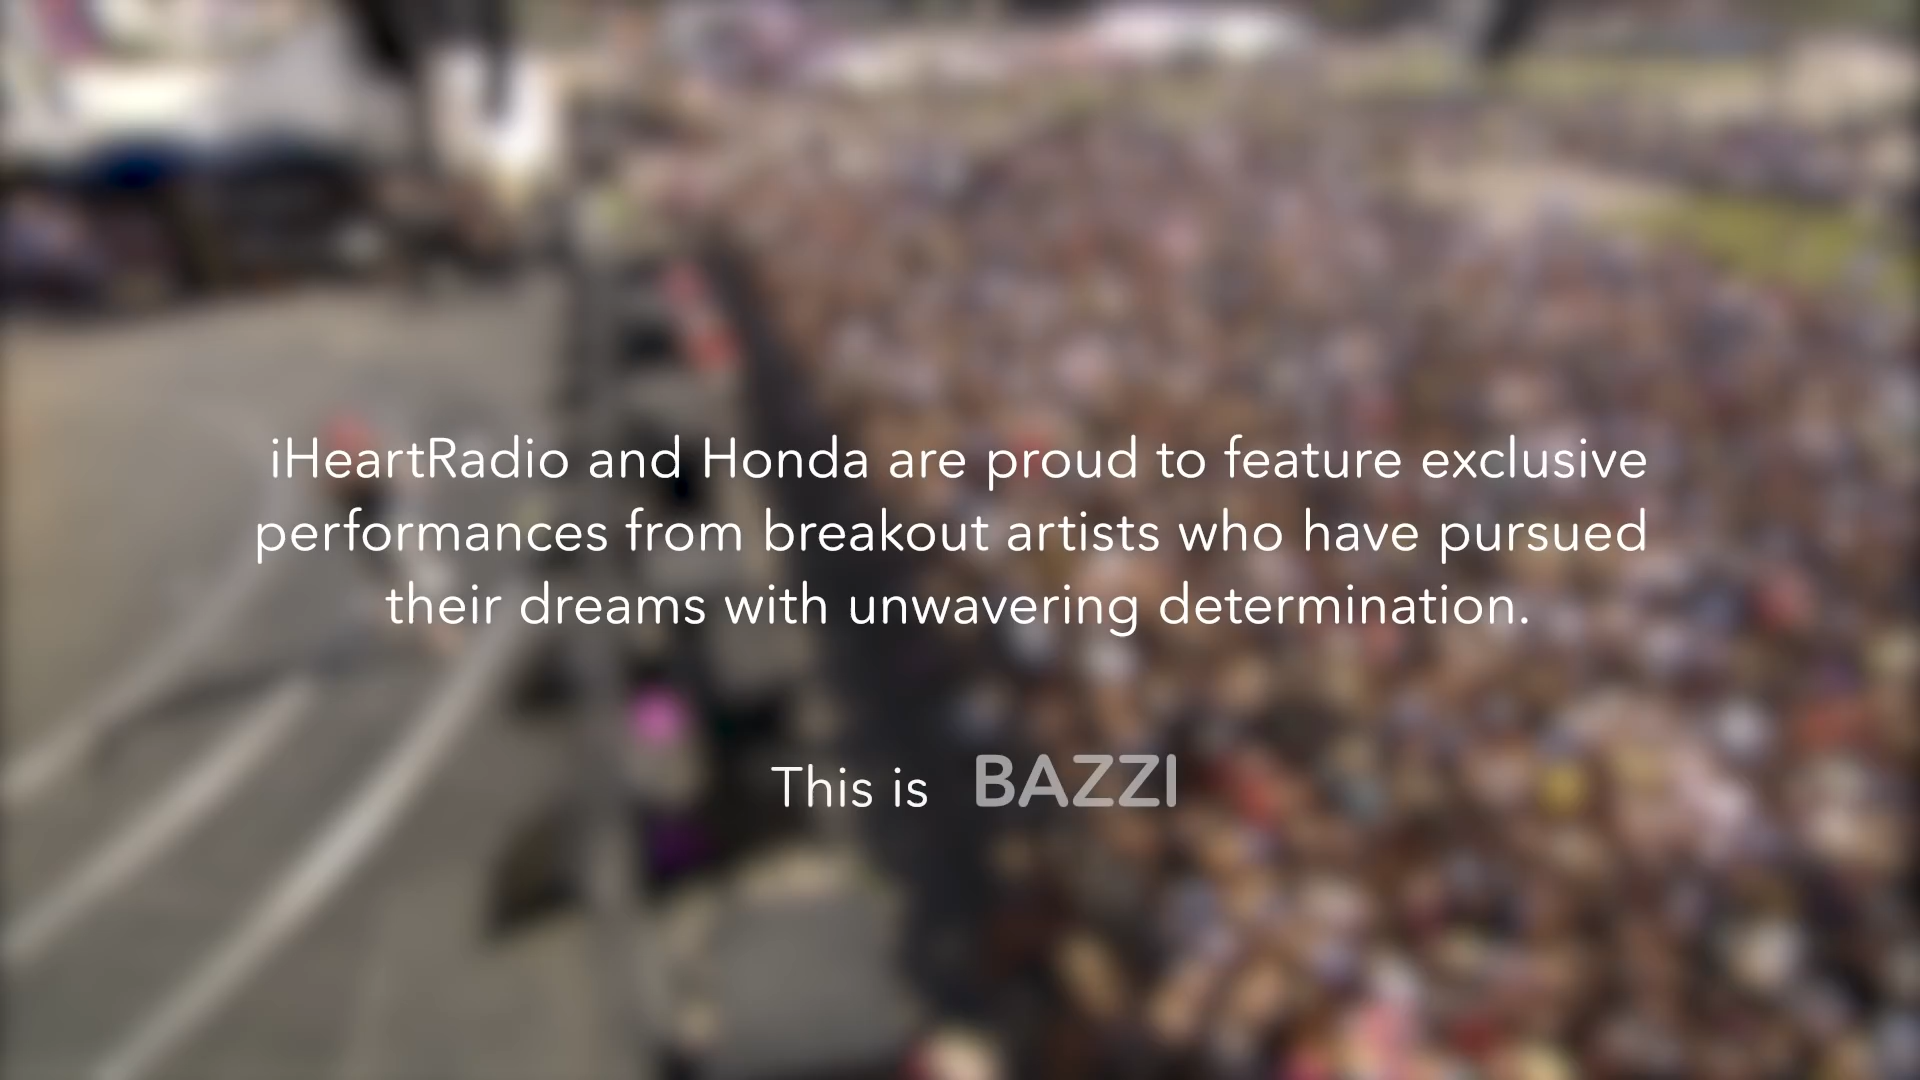 iHeartRadio and Honda are proud to feature exclusive
performances from breakout artists who have pursued
their dreams with unwavering determination.
This is BAZZI